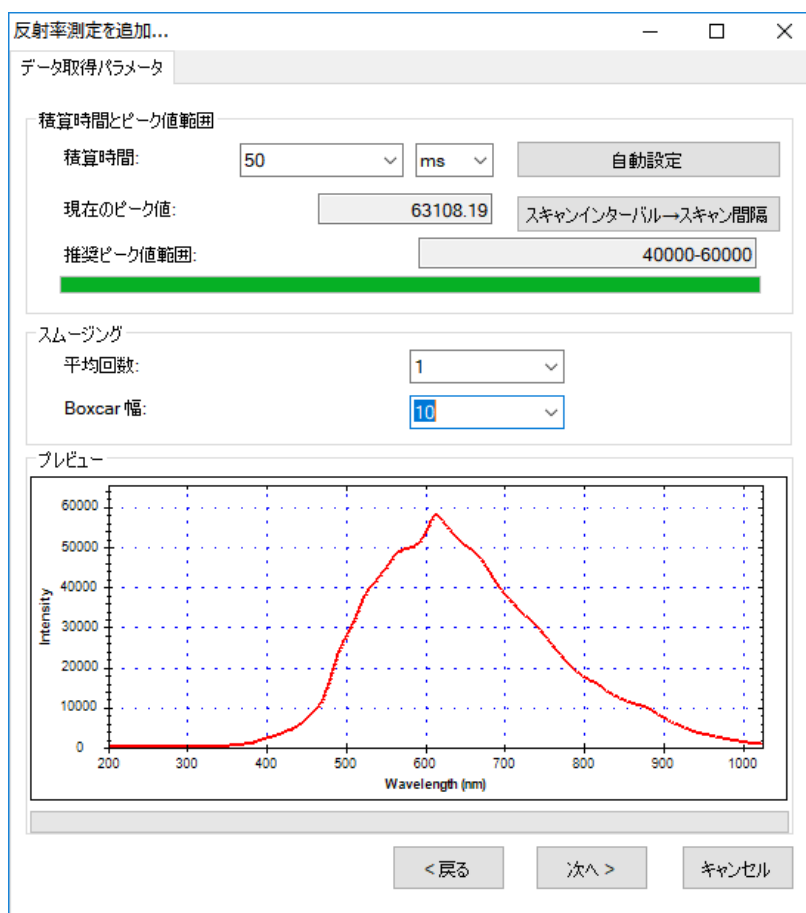 反射率測定を追加...
データ取得パラメータ
積算時間とピーク値範囲
積算時間: 50 ms 自動設定
現在のピーク値: 63108.19 スキャンインターバル→スキャン間隔
推奨ピーク値範囲: 40000-60000
スムージング
平均回数: 1
Boxcar 幅: 10
プレビュー
60000
50000
40000
30000
20000
10000
0
Intensity
200 300 400 500 600 700 800 900 1000
Wavelength (nm)
< 戻る 次へ > キャンセル